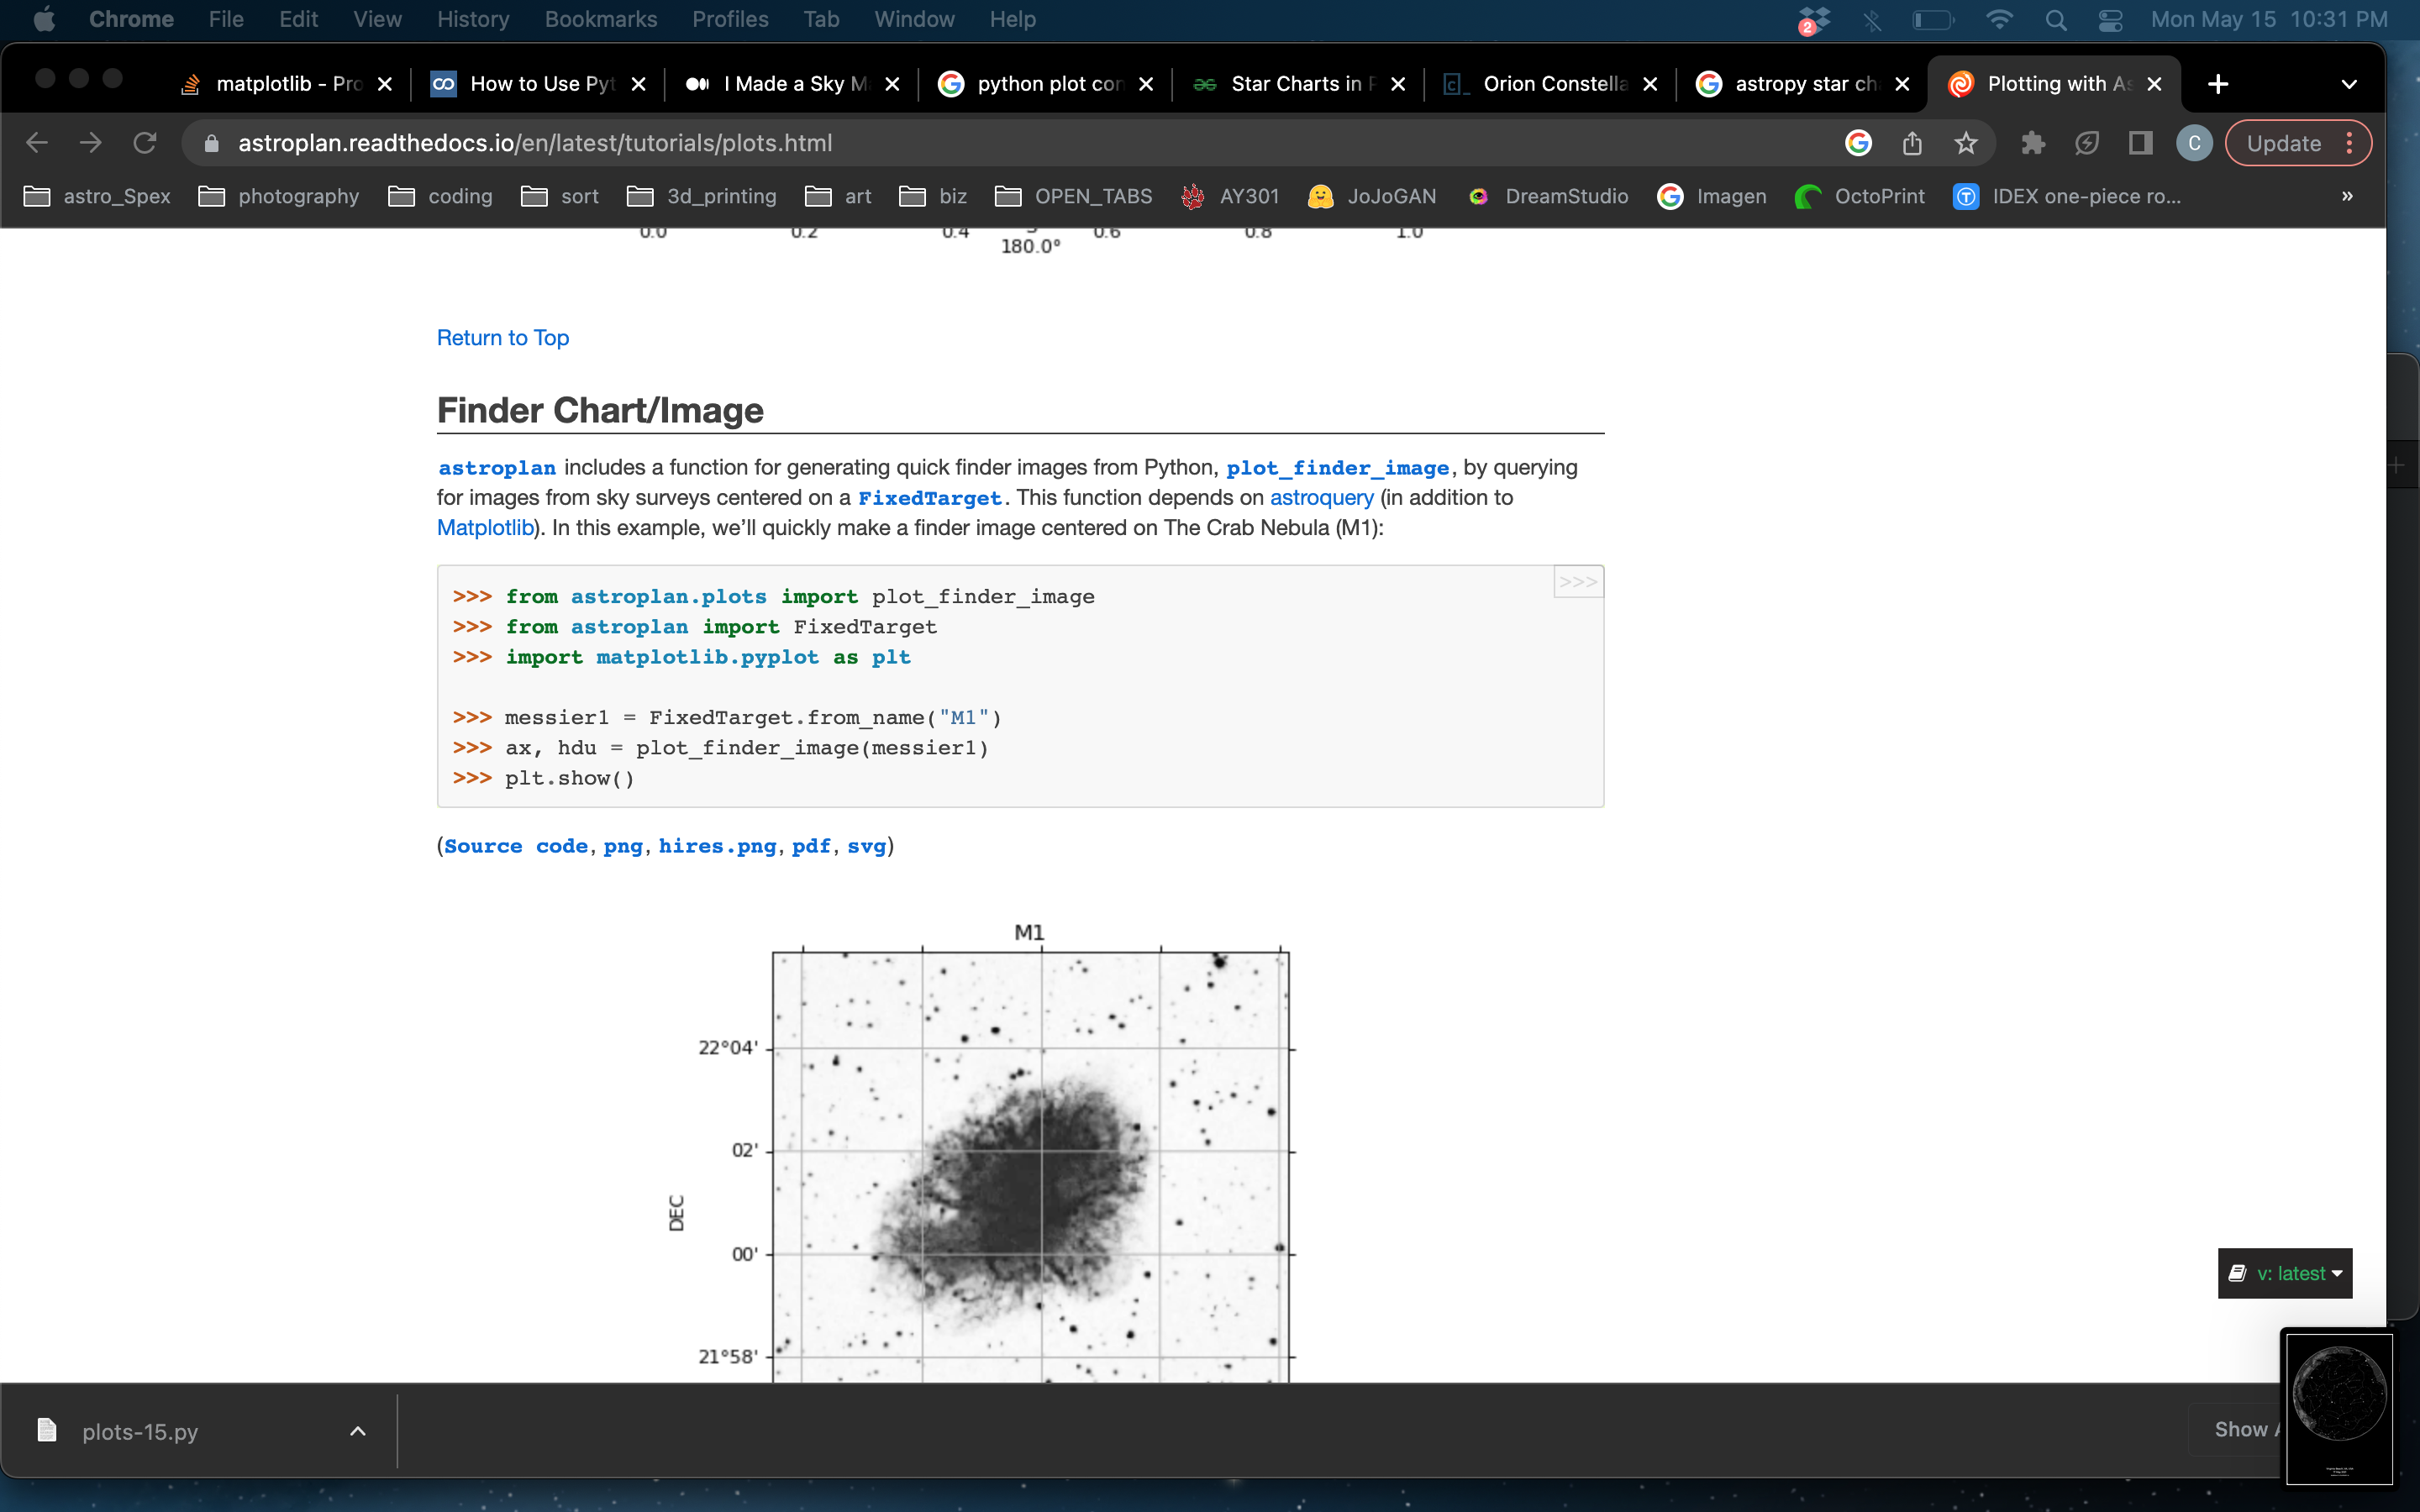 Chrome File Edit View History Bookmarks Profiles Tab Window Help 2 Mon May 15 10:31 PM
matplotlib - Pro How to Use Pyt I Made a Sky M python plot con Star Charts in Orion Constella astropy star ch Plotting with As
astroplan.readthedocs.io/en/latest/tutorials/plots.html C Update
astro_Spex photography coding sort 3d_printing art biz OPEN_TABS AY301 JoJoGAN DreamStudio Imagen OctoPrint IDEX one-piece ro... »
0.0 0.2 0.4 0.6 0.8 1.0
180.0°
Return to Top
Finder Chart/Image
astroplan includes a function for generating quick finder images from Python, plot_finder_image, by querying
for images from sky surveys centered on a FixedTarget. This function depends on astroquery (in addition to
Matplotlib). In this example, we’ll quickly make a finder image centered on The Crab Nebula (M1):
>>>
>>> from astroplan.plots import plot_finder_image
>>> from astroplan import FixedTarget
>>> import matplotlib.pyplot as plt
>>> messier1 = FixedTarget.from_name("M1")
>>> ax, hdu = plot_finder_image(messier1)
>>> plt.show()
(Source code, png, hires.png, pdf, svg)
M1
22°04'
02'
DEC
00'
21°58'
v: latest
plots-15.py
Show